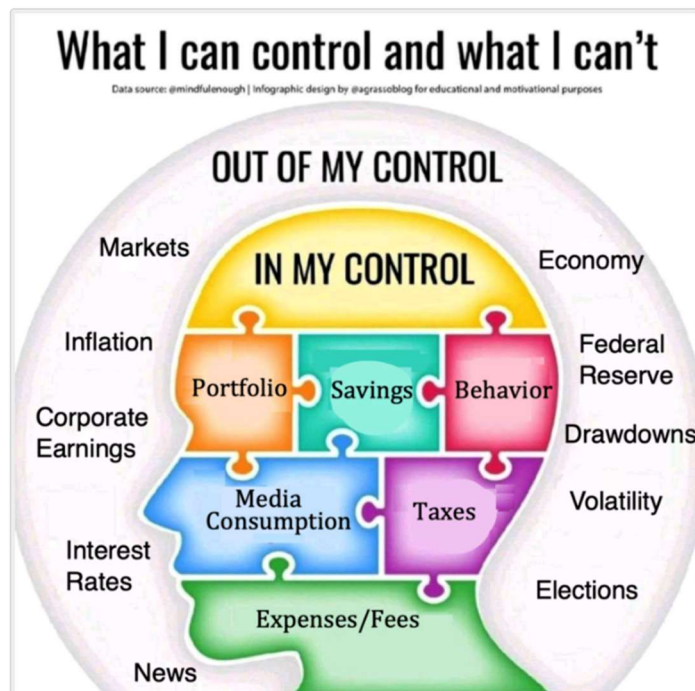 What I can control and what I can't
Data source: @mindfulenough | Infographic design by @agrassoblog for educational and motivational purposes
OUT OF MY CONTROL
IN MY CONTROL
Markets
Economy
Inflation
Federal
Reserve
Portfolio
Savings
Behavior
Corporate
Earnings
Drawdowns
Media
Consumption
Taxes
Volatility
Interest
Rates
Elections
Expenses/Fees
News